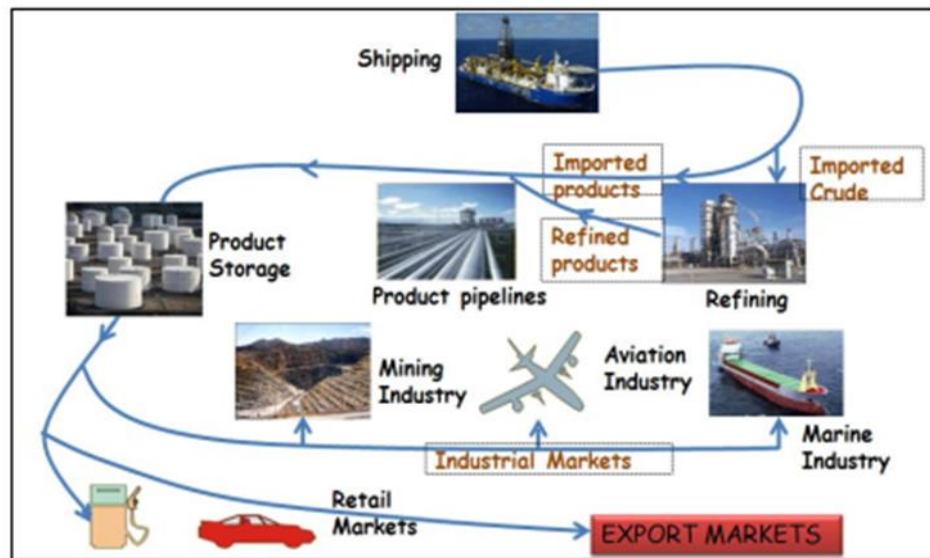 Shipping
Imported
products
Imported
Crude
Refined
products
Product
Storage
Product pipelines
Refining
Mining
Industry
Aviation
Industry
Marine
Industry
Industrial Markets
Retail
Markets
EXPORT MARKETS